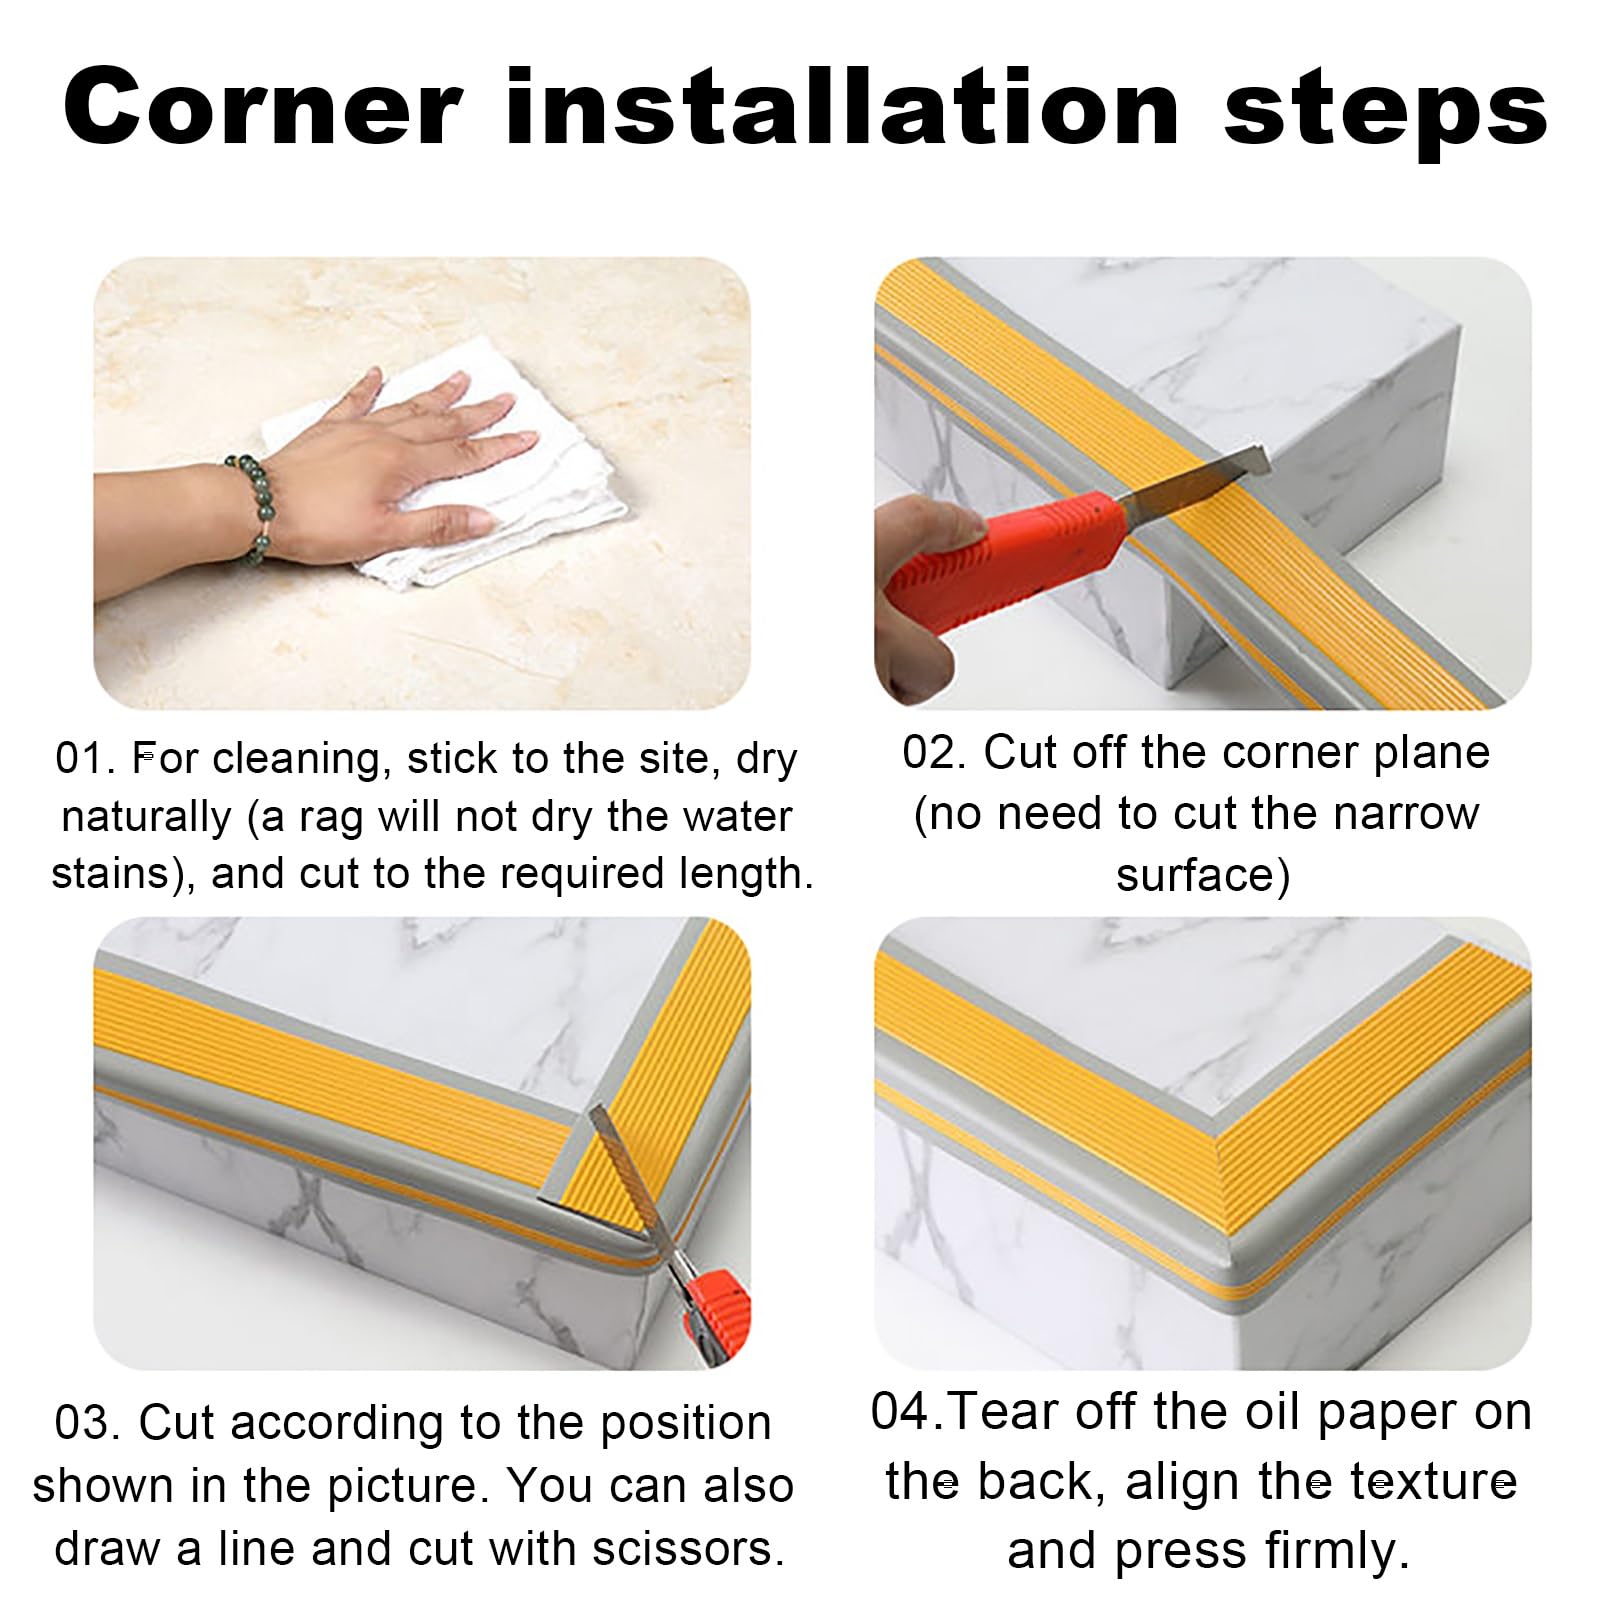 Corner installation steps
01. For cleaning, stick to the site, dry
naturally (a rag will not dry the water
stains), and cut to the required length.
02. Cut off the corner plane
(no need to cut the narrow
surface)
03. Cut according to the position
shown in the picture. You can also
draw a line and cut with scissors.
04.Tear off the oil paper on
the back, align the texture
and press firmly.